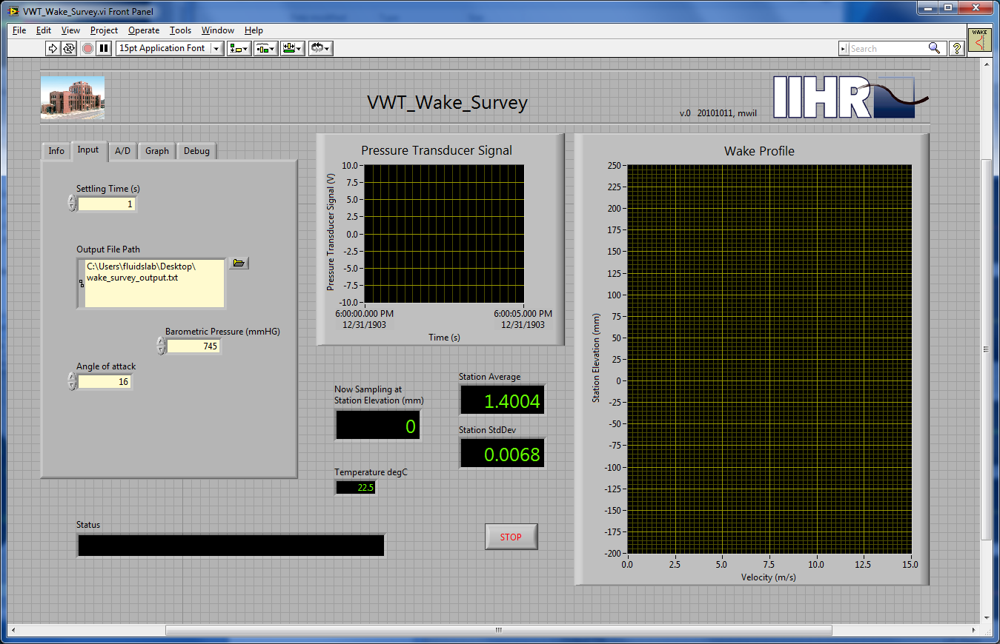 VWT_Wake_Survey.vi Front Panel
File Edit View Project Operate Tools Window Help
15pt Application Font
Search
?
WAKE
VWT_Wake_Survey
v.0 20101011, mwil
IIHR
Info Input A/D Graph Debug
Settling Time (s)
1
Output File Path
C:\Users\fluidslab\Desktop\
wake_survey_output.txt
Barometric Pressure (mmHG)
745
Angle of attack
16
Pressure Transducer Signal
Pressure Transducer Signal (V)
10.0
7.5
5.0
2.5
0.0
-2.5
-5.0
-7.5
-10.0
6:00:00.000 PM 6:00:05.000 PM
12/31/1903 12/31/1903
Time (s)
Now Sampling at
Station Elevation (mm)
0
Station Average
1.4004
Station StdDev
0.0068
Temperature degC
22.5
Status
STOP
Wake Profile
Station Elevation (mm)
250
225
200
175
150
125
100
75
50
25
0
-25
-50
-75
-100
-125
-150
-175
-200
0.0 2.5 5.0 7.5 10.0 12.5 15.0
Velocity (m/s)